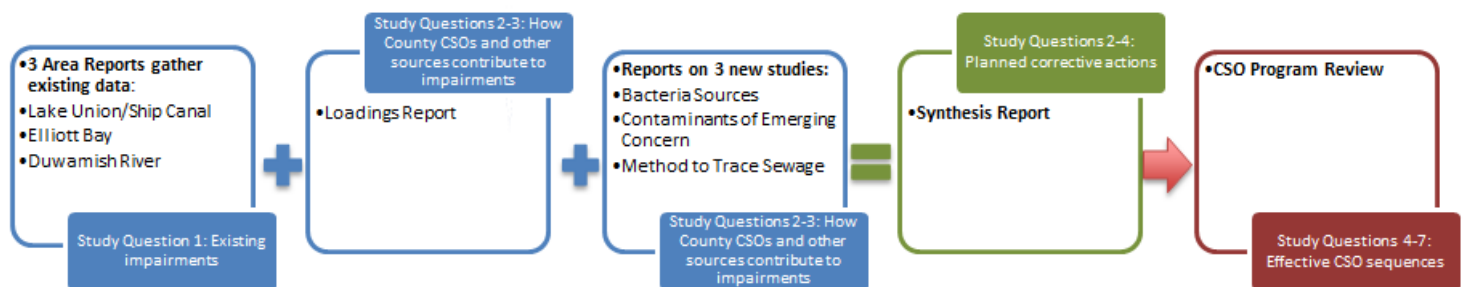 •3 Area Reports gather
existing data:
•Lake Union/Ship Canal
•Elliott Bay
•Duwamish River
Study Question 1: Existing
impairments
Study Questions 2-3: How
County CSOs and other
sources contribute to
impairments
•Loadings Report
•Reports on 3 new studies:
•Bacteria Sources
•Contaminants of Emerging
Concern
•Method to Trace Sewage
Study Questions 2-3: How
County CSOs and other
sources contribute to
impairments
Study Questions 2-4:
Planned corrective actions
•Synthesis Report
•CSO Program Review
Study Questions 4-7:
Effective CSO sequences